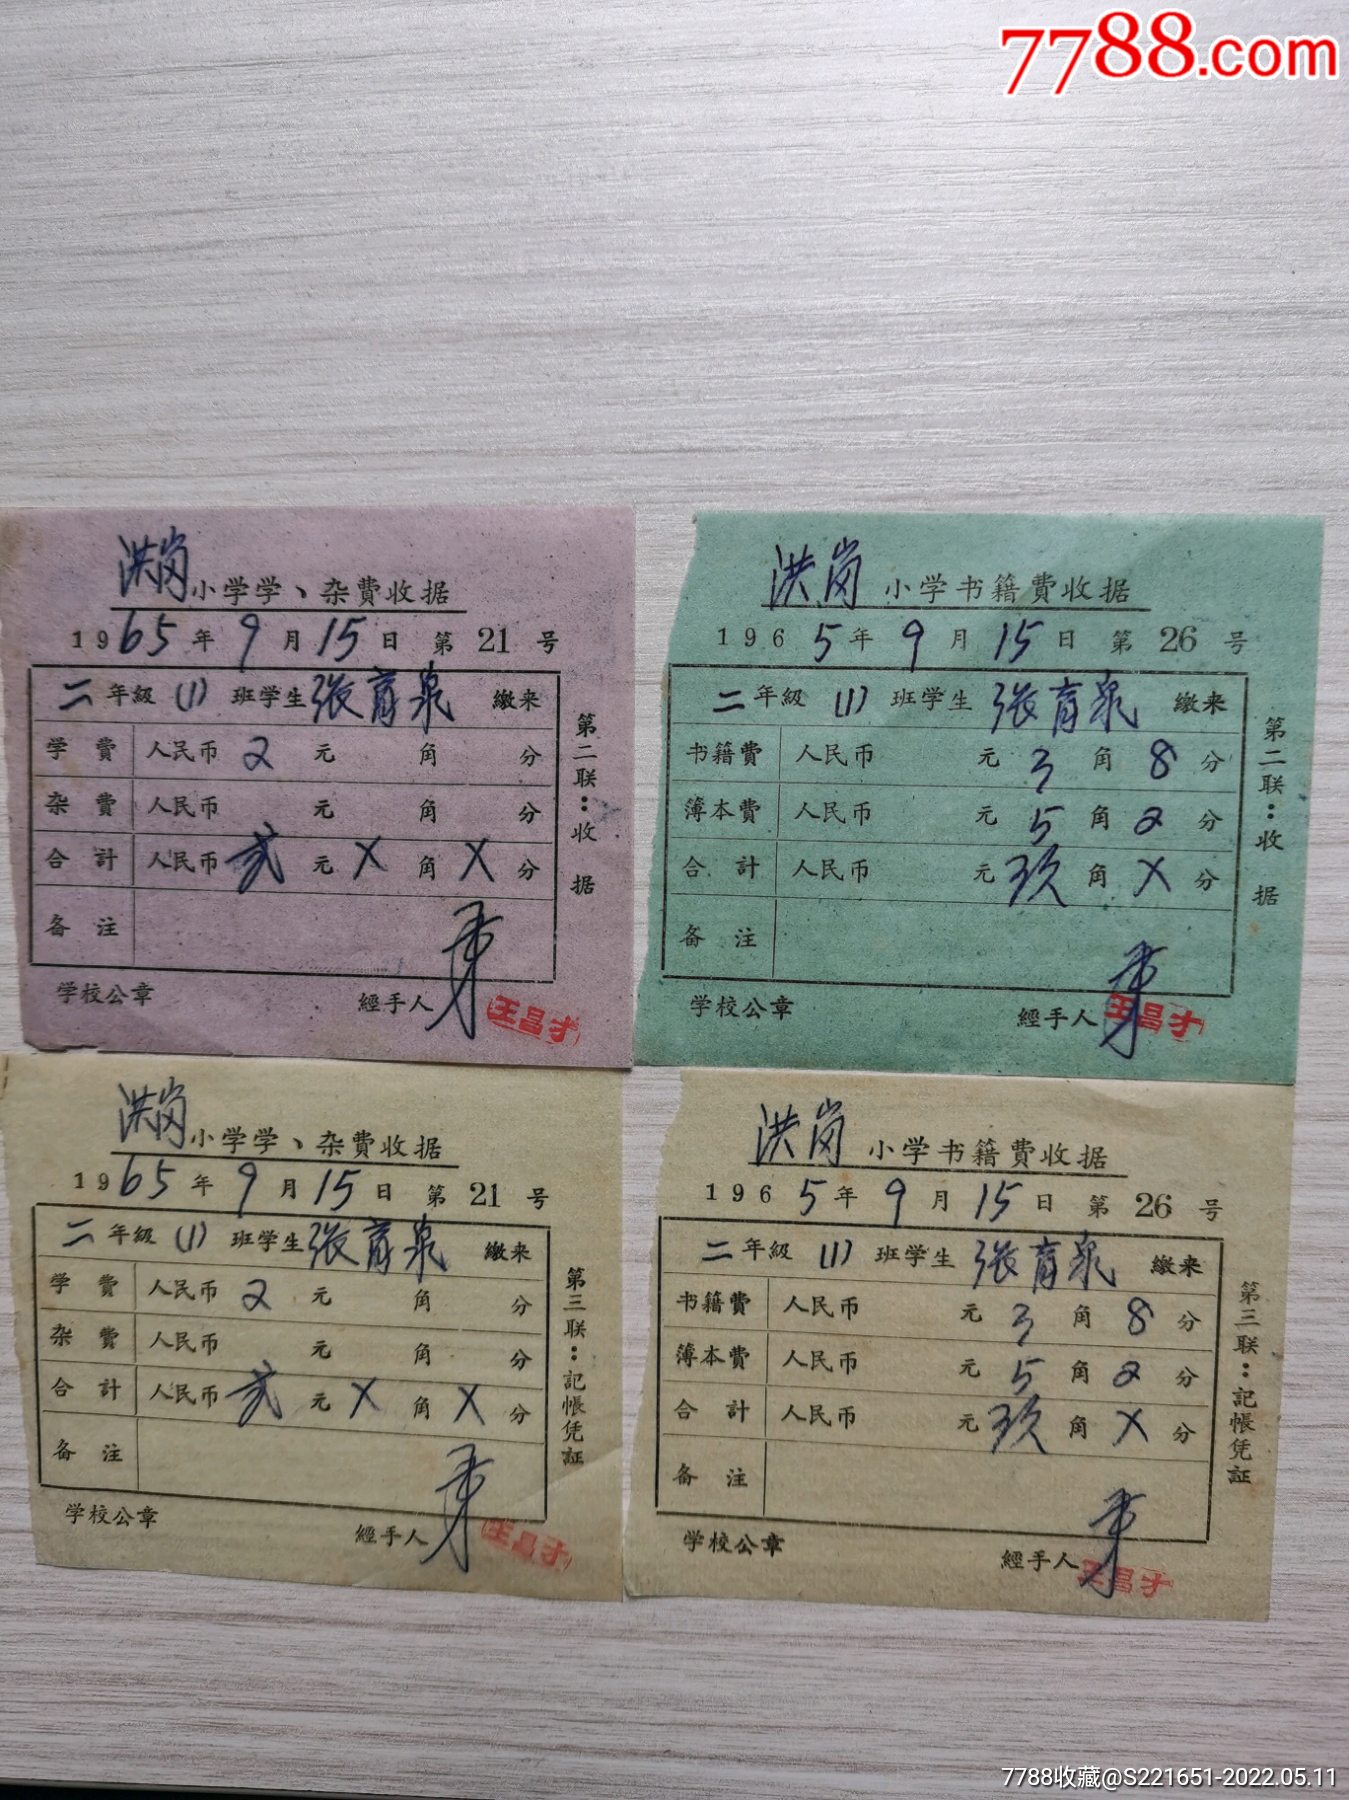 7788.com
洪岗小学学、杂費收据
1965年9月15日 第21号
二年級(1)班学生張育泉 繳来
学費 人民币2元 角 分
杂費 人民币 元 角 分
合計 人民币贰元X角X分
备注
学校公章 經手人 王昌才
第二联:收据
洪岗小学书籍費收据
1965年9月15日 第26号
二年級(1)班学生張育泉 繳来
书籍費 人民币 元3角8分
簿本費 人民币 元5角2分
合計 人民币 元玖角X分
备注
学校公章 經手人 王昌才
第二联:收据
洪岗小学学、杂費收据
1965年9月15日 第21号
二年級(1)班学生張育泉 繳来
学費 人民币2元 角 分
杂費 人民币 元 角 分
合計 人民币贰元X角X分
备注
学校公章 經手人 王昌才
第三联:記帳凭証
洪岗小学书籍費收据
1965年9月15日 第26号
二年級(1)班学生張育泉 繳来
书籍費 人民币 元3角8分
簿本費 人民币 元5角2分
合計 人民币 元玖角X分
备注
学校公章 經手人 王昌才
第三联:記帳凭証
7788收藏@S221651-2022.05.11